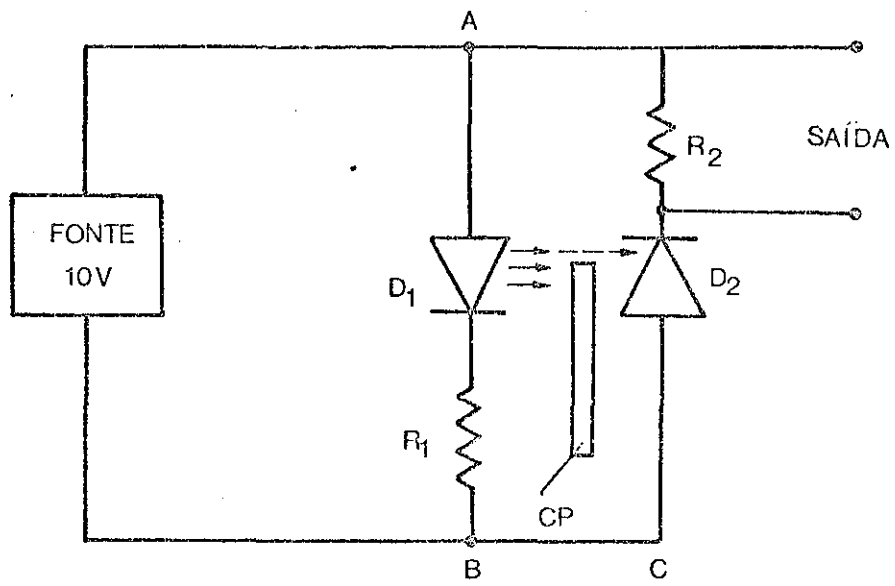 A
R₂
SAÍDA
FONTE
10V
D₁
D₂
R₁
CP
B
C